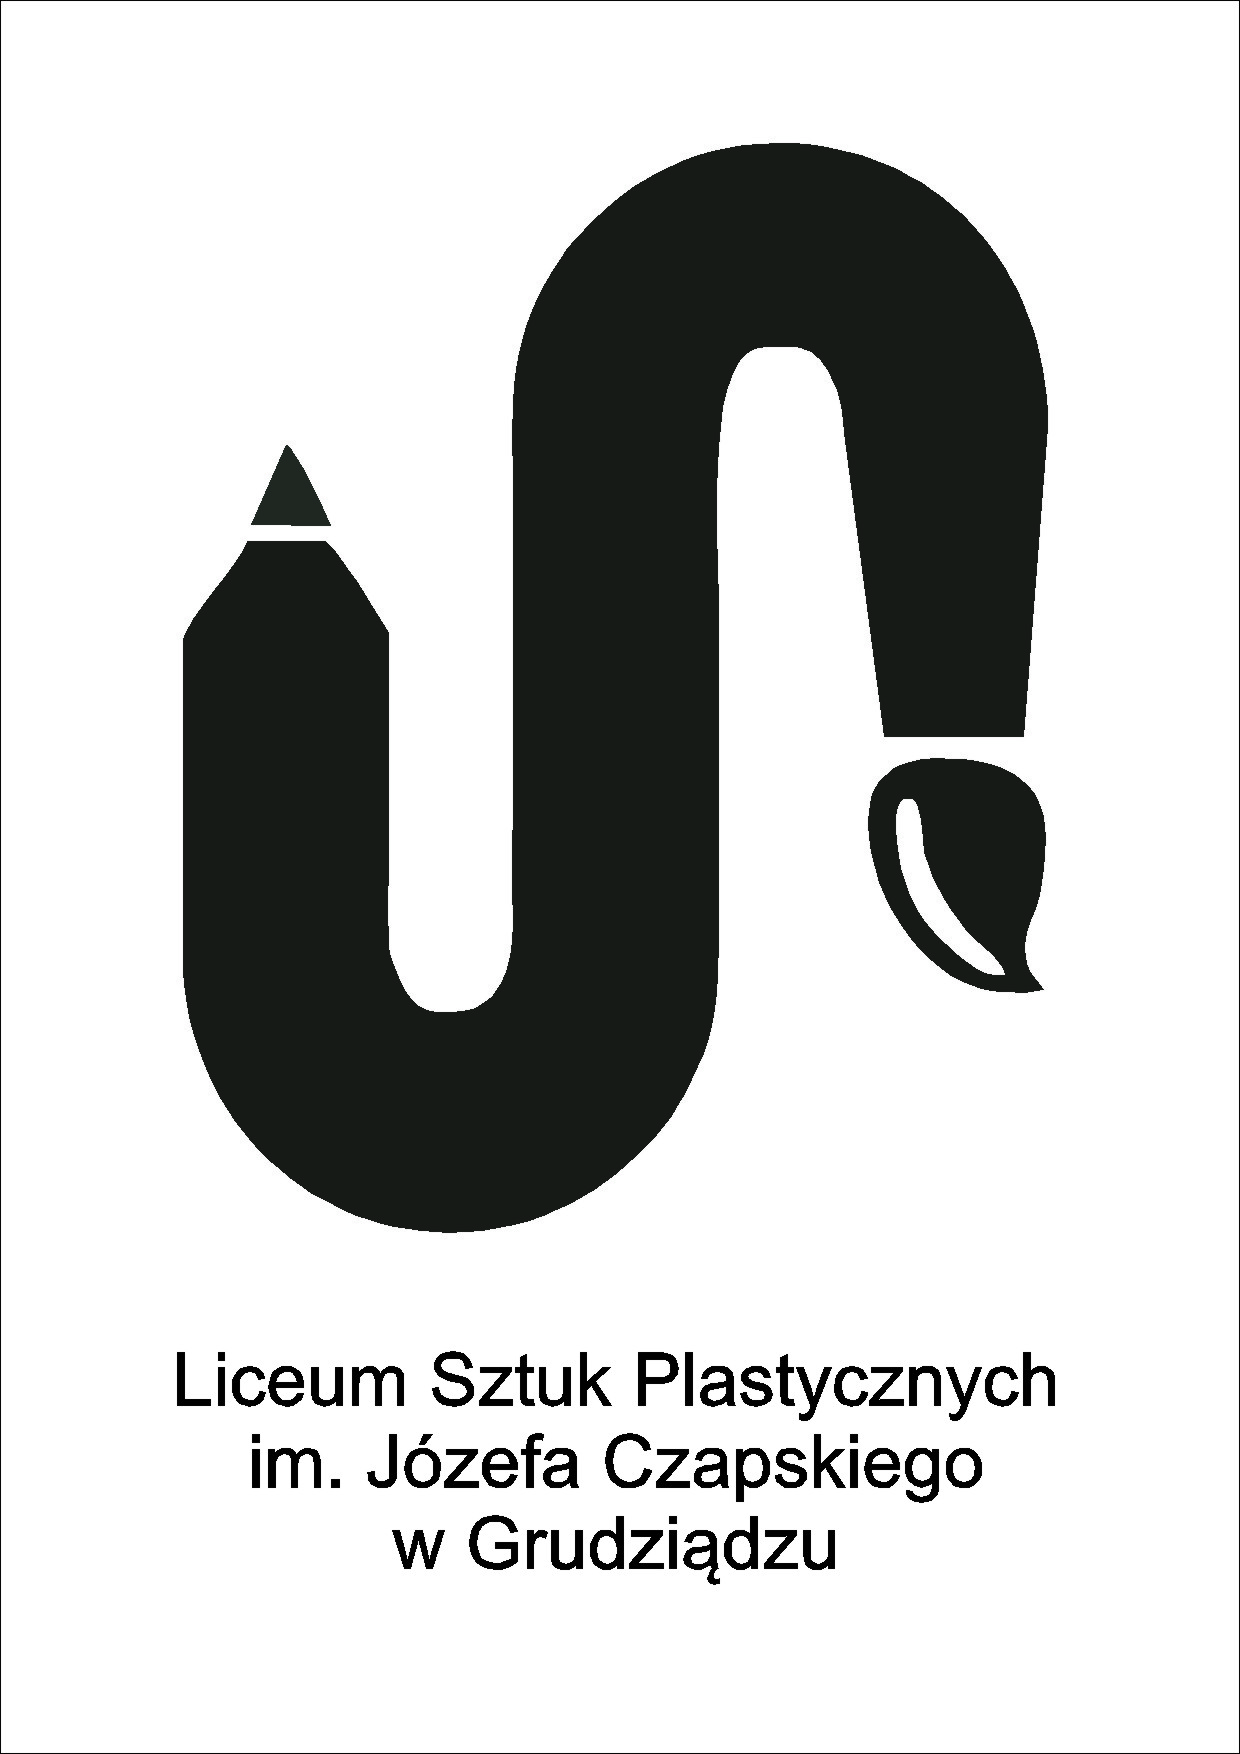 Liceum Sztuk Plastycznych
im. Józefa Czapskiego
w Grudziądzu